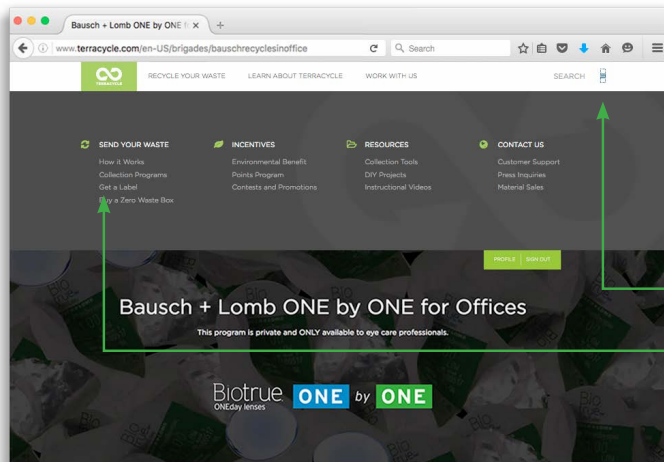 Bausch + Lomb ONE by ONE f
www.terracycle.com/en-US/brigades/bauschrecyclesinoffice
Search
TERRACYCLE
RECYCLE YOUR WASTE
LEARN ABOUT TERRACYCLE
WORK WITH US
SEARCH
SEND YOUR WASTE
How it Works
Collection Programs
Get a Label
Buy a Zero Waste Box
INCENTIVES
Environmental Benefit
Points Program
Contests and Promotions
RESOURCES
Collection Tools
DIY Projects
Instructional Videos
CONTACT US
Customer Support
Press Inquiries
Material Sales
PROFILE
SIGN OUT
Bausch + Lomb ONE by ONE for Offices
This program is private and ONLY available to eye care professionals.
Biotrue ONE by ONE
ONEday lenses